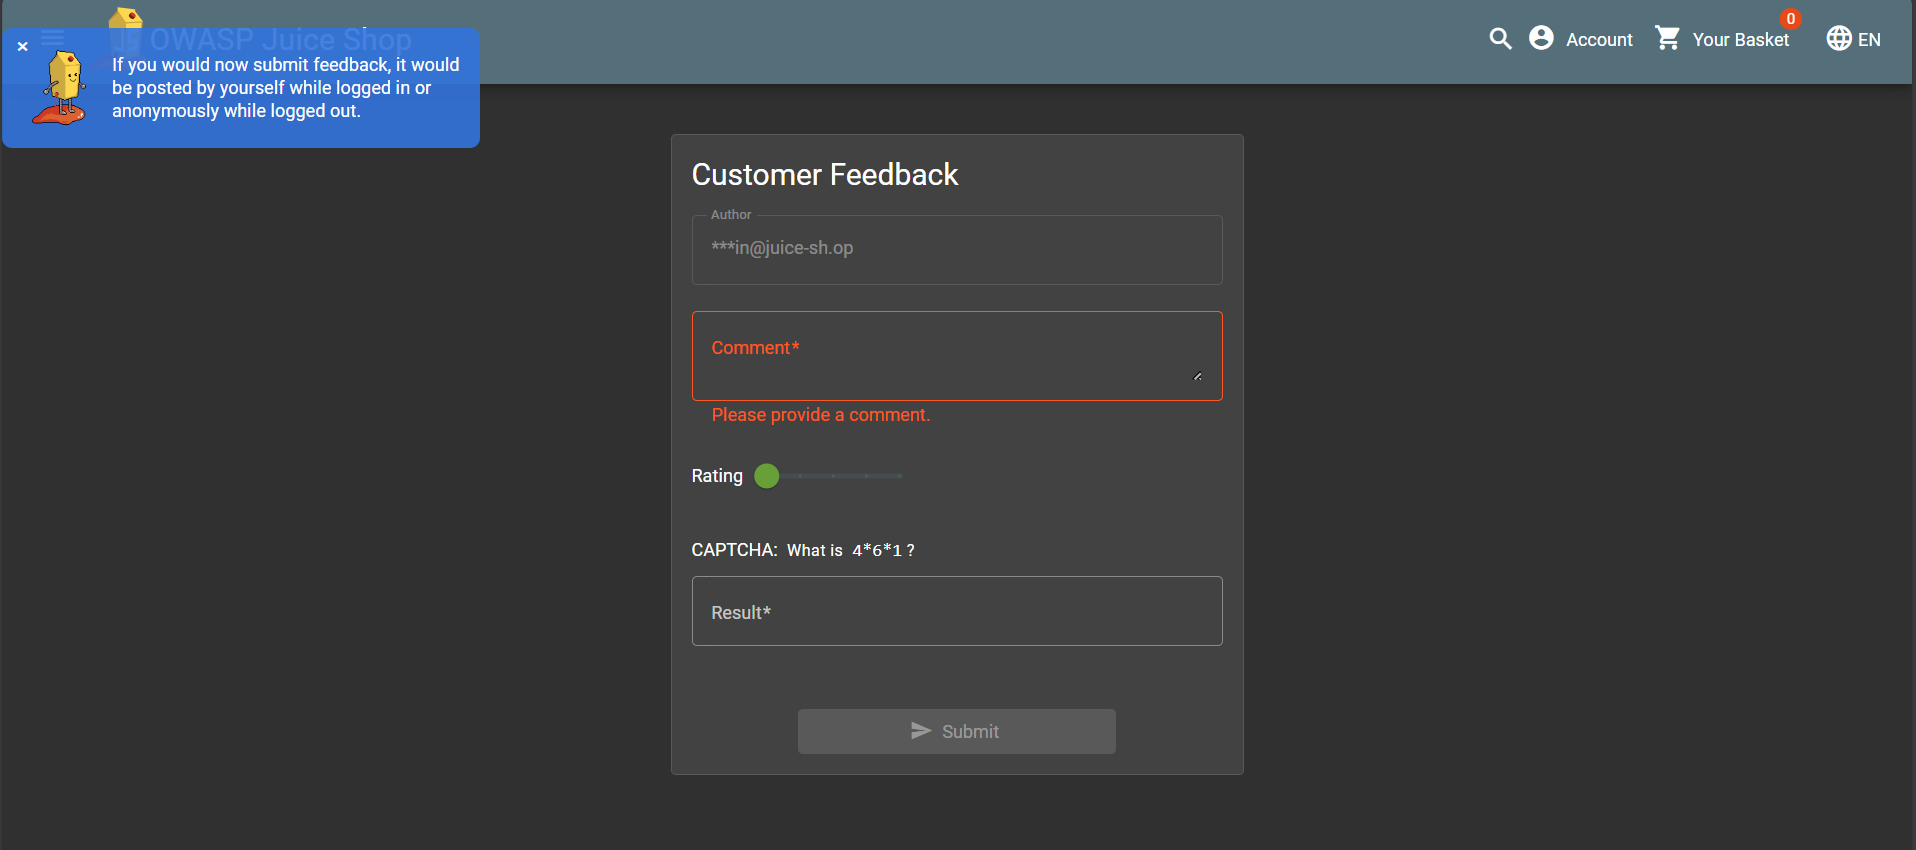 OWASP Juice Shop
Account
Your Basket
0
EN
×
If you would now submit feedback, it would
be posted by yourself while logged in or
anonymously while logged out.
Customer Feedback
Author
***in@juice-sh.op
Comment*
Please provide a comment.
Rating
CAPTCHA: What is 4*6*1 ?
Result*
Submit